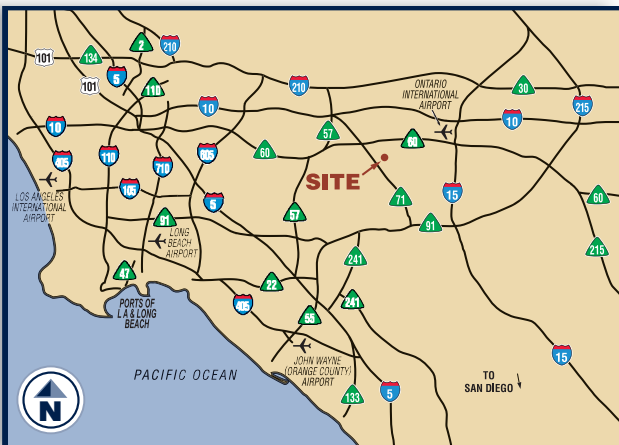 2
210
101
134
5
101
110
210
30
215
ONTARIO
INTERNATIONAL
AIRPORT
10
10
10
57
60
60
405
110
710
605
SITE
LOS ANGELES
INTERNATIONAL
AIRPORT
105
5
71
15
60
57
91
91
LONG
BEACH
AIRPORT
215
241
47
22
PORTS OF
LA & LONG
BEACH
405
241
55
JOHN WAYNE
(ORANGE COUNTY)
AIRPORT
15
PACIFIC OCEAN
TO
SAN DIEGO
133
5
N